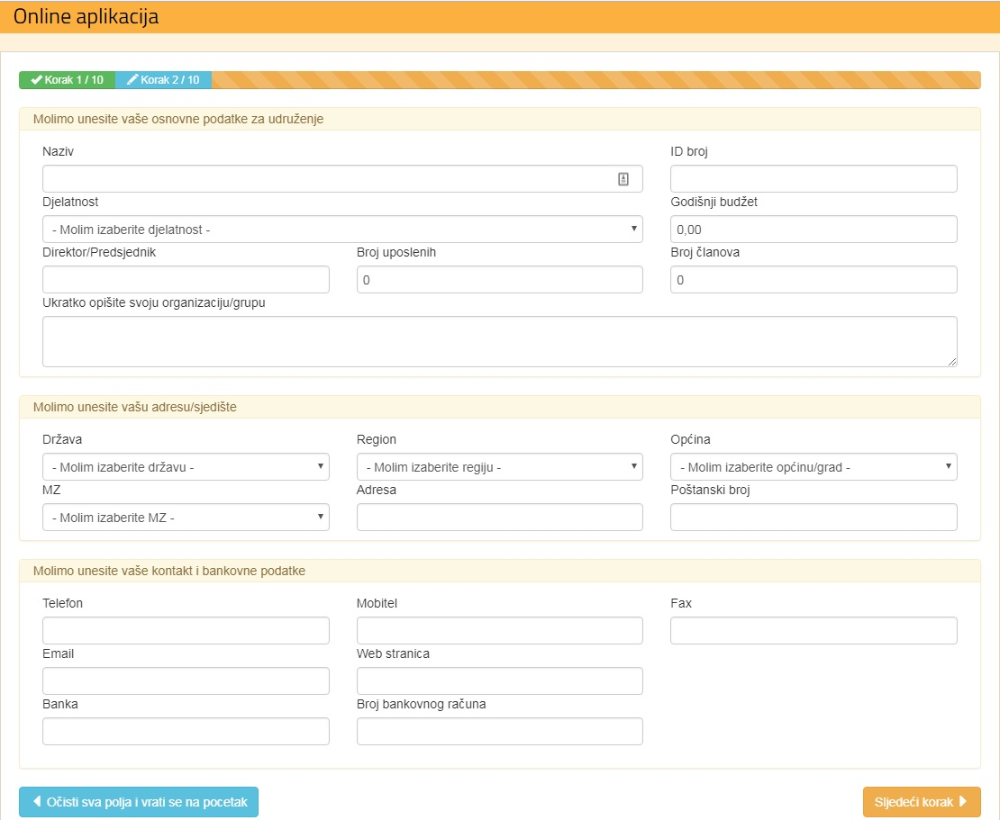 Online aplikacija
Korak 1 / 10 Korak 2 / 10
Molimo unesite vaše osnovne podatke za udruženje
Naziv ID broj
Djelatnost Godišnji budžet
- Molim izaberite djelatnost - 0,00
Direktor/Predsjednik Broj uposlenih Broj članova
0 0
Ukratko opišite svoju organizaciju/grupu
Molimo unesite vašu adresu/sjedište
Država Region Općina
- Molim izaberite državu - - Molim izaberite regiju - - Molim izaberite općinu/grad -
MZ Adresa Poštanski broj
- Molim izaberite MZ -
Molimo unesite vaše kontakt i bankovne podatke
Telefon Mobitel Fax
Email Web stranica
Banka Broj bankovnog računa
Očisti sva polja i vrati se na pocetak Sljedeći korak